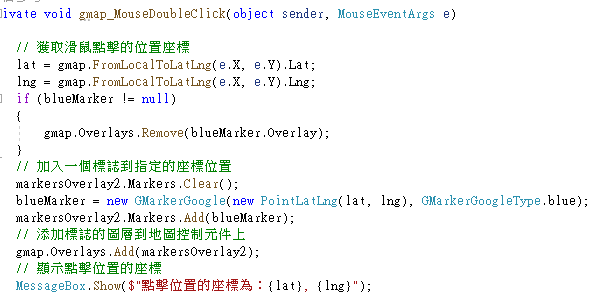 ivate void gmap_MouseDoubleClick(object sender, MouseEventArgs e)
// 獲取滑鼠點擊的位置座標
lat = gmap.FromLocalToLatLng(e.X, e.Y).Lat;
lng = gmap.FromLocalToLatLng(e.X, e.Y).Lng;
if (blueMarker != null)
{
gmap.Overlays.Remove(blueMarker.Overlay);
}
// 加入一個標誌到指定的座標位置
markersOverlay2.Markers.Clear();
blueMarker = new GMarkerGoogle(new PointLatLng(lat, lng), GMarkerGoogleType.blue);
markersOverlay2.Markers.Add(blueMarker);
// 添加標誌的圖層到地圖控制元件上
gmap.Overlays.Add(markersOverlay2);
// 顯示點擊位置的座標
MessageBox.Show($"點擊位置的座標為：{lat}, {lng}");